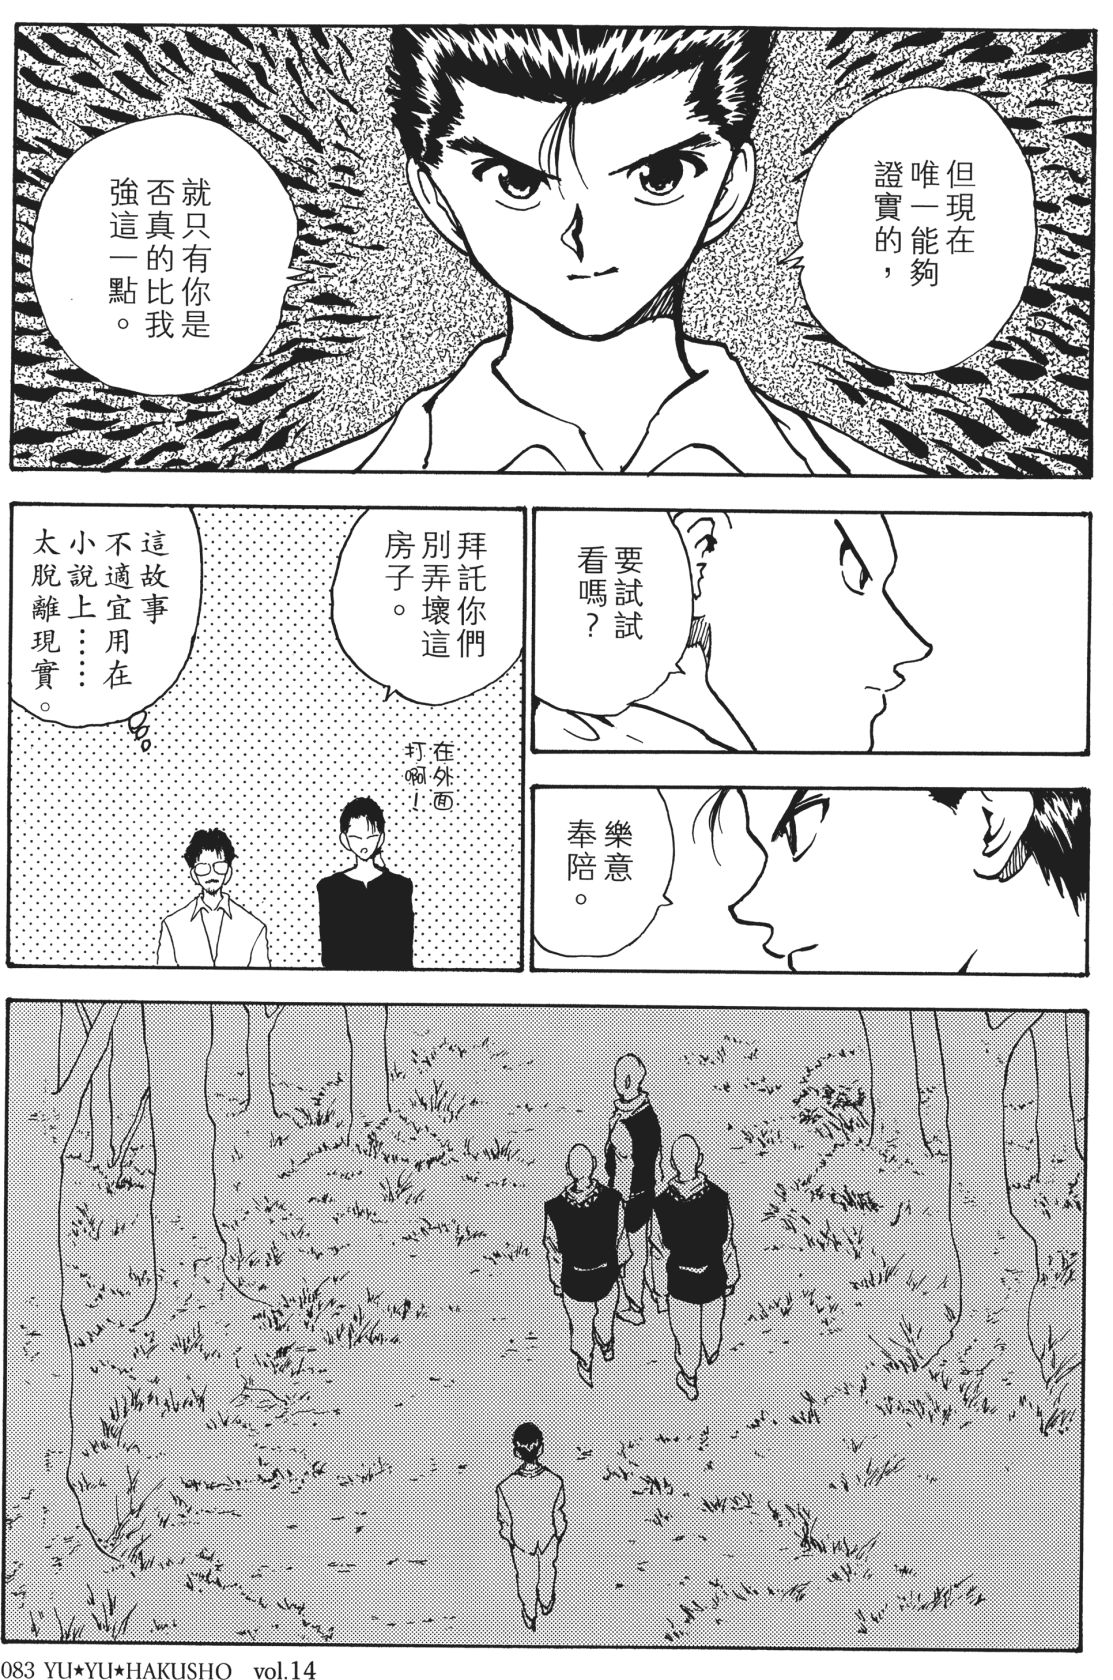 但現在
唯一能夠
證實的，
就只有你是
否真的比我
強這一點。
要試試
看嗎？
樂意
奉陪。
拜託你們
別弄壞這
房子。
在外面
打啊！
這故事
不適宜用在
小說上……
太脫離現實。
083 YU★YU★HAKUSHO vol.14